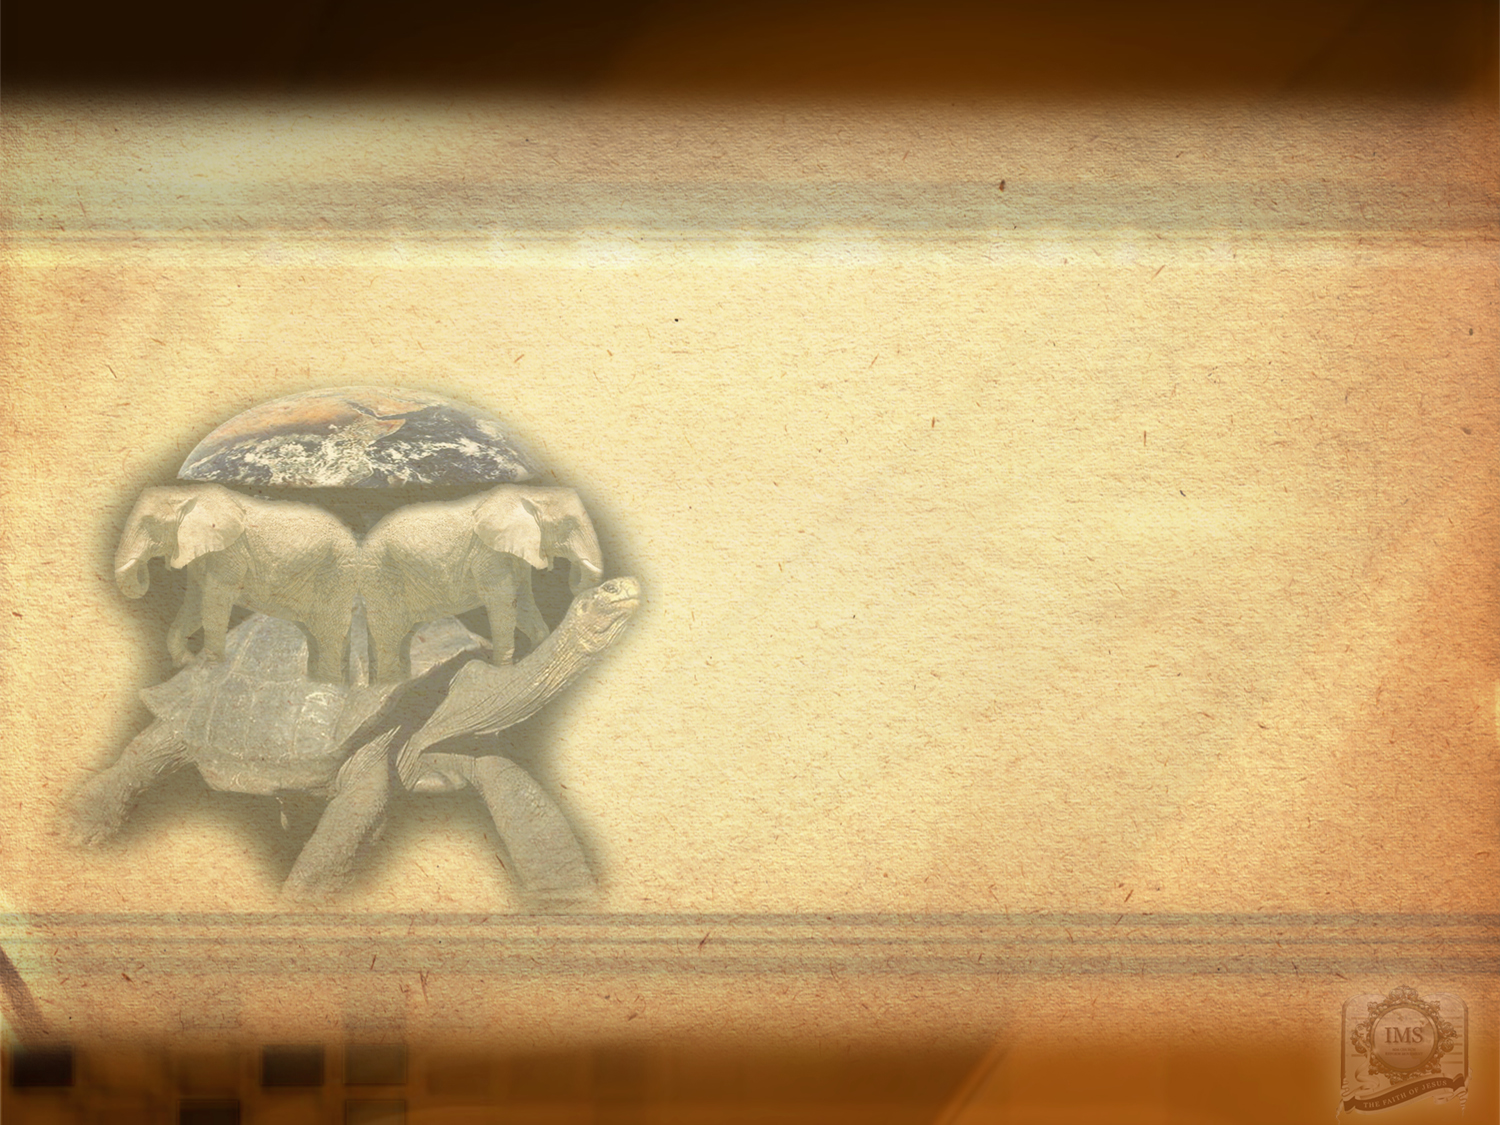 IMS
THE FAITH OF JESUS